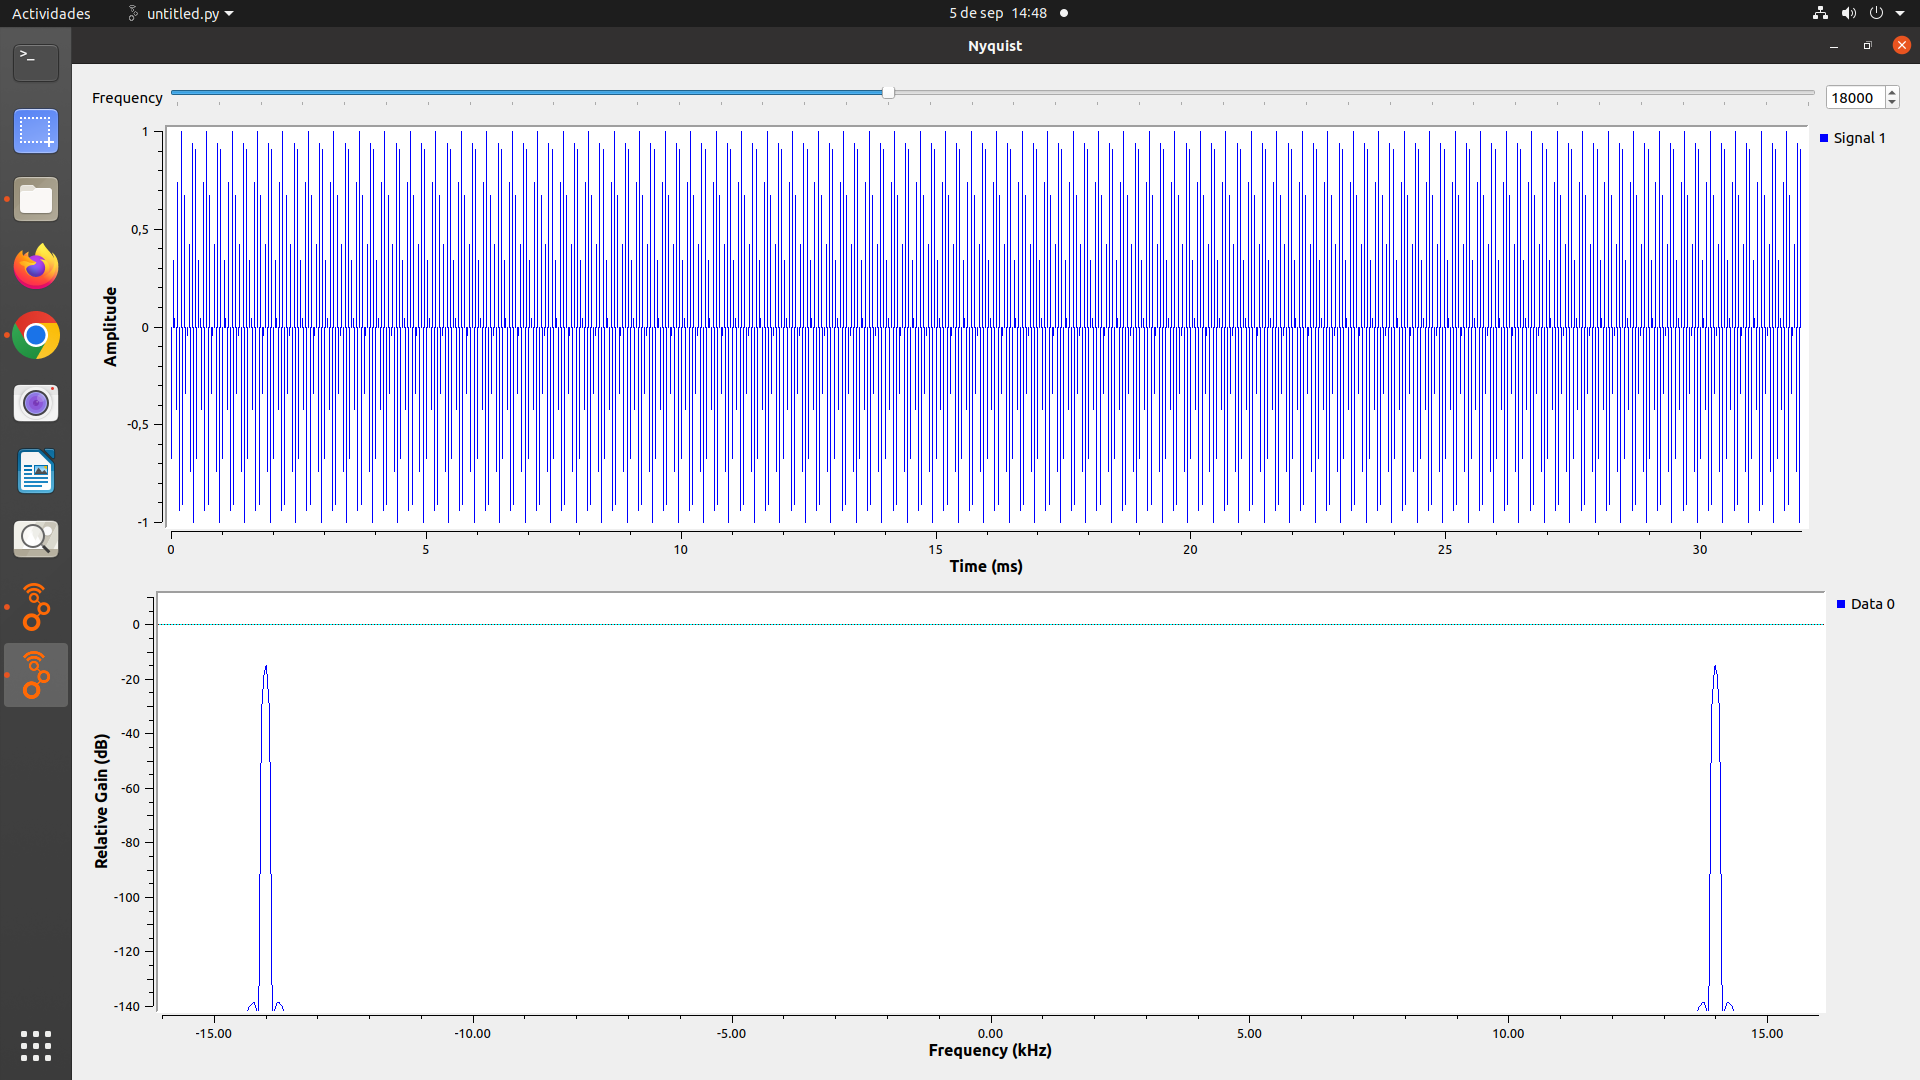 Actividades untitled.py 5 de sep 14:48
Nyquist
Frequency 18000
Signal 1
1
0,5
0
-0,5
-1
Amplitude
0 5 10 15 20 25 30
Time (ms)
Data 0
0
-20
-40
-60
-80
-100
-120
-140
Relative Gain (dB)
-15.00 -10.00 -5.00 0.00 5.00 10.00 15.00
Frequency (kHz)